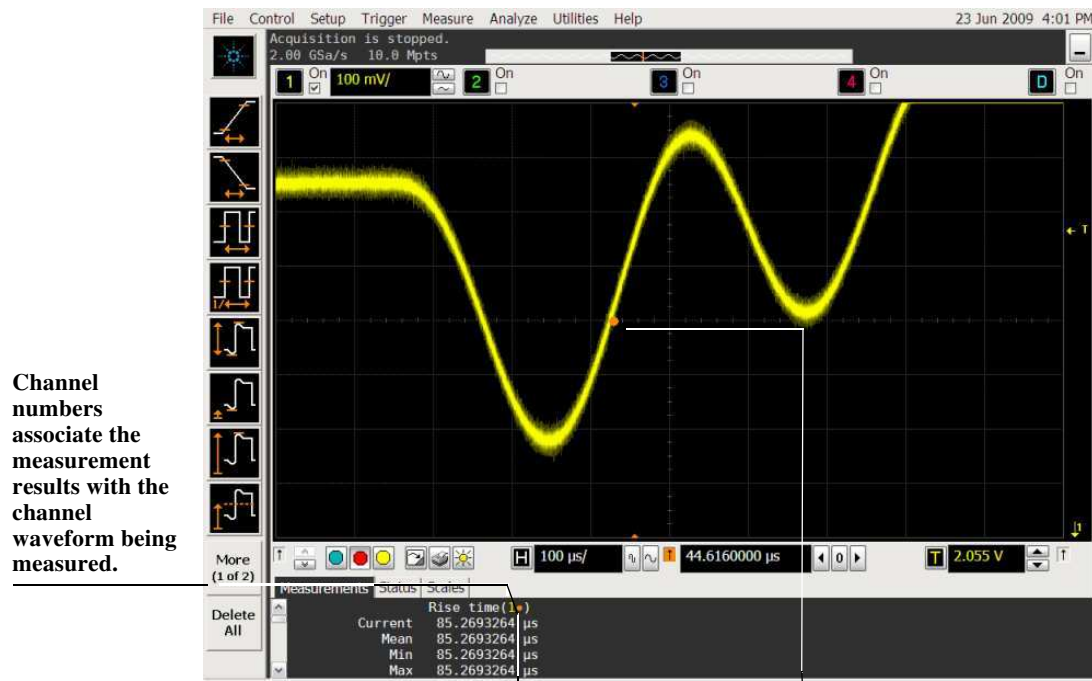 File Control Setup Trigger Measure Analyze Utilities Help 23 Jun 2009 4:01 PM
Acquisition is stopped.
2.00 GSa/s 10.0 Mpts
1 On 100 mV/ 2 On 3 On 4 On D On
T
Channel
numbers
associate the
measurement
results with the
channel
waveform being
measured.
1/
1
More
(1 of 2)
Delete
All
H 100 µs/ 44.6160000 µs 0 T 2.055 V
Measurements Status Scales
Rise time(1)
Current 85.2693264 µs
Mean 85.2693264 µs
Min 85.2693264 µs
Max 85.2693264 µs